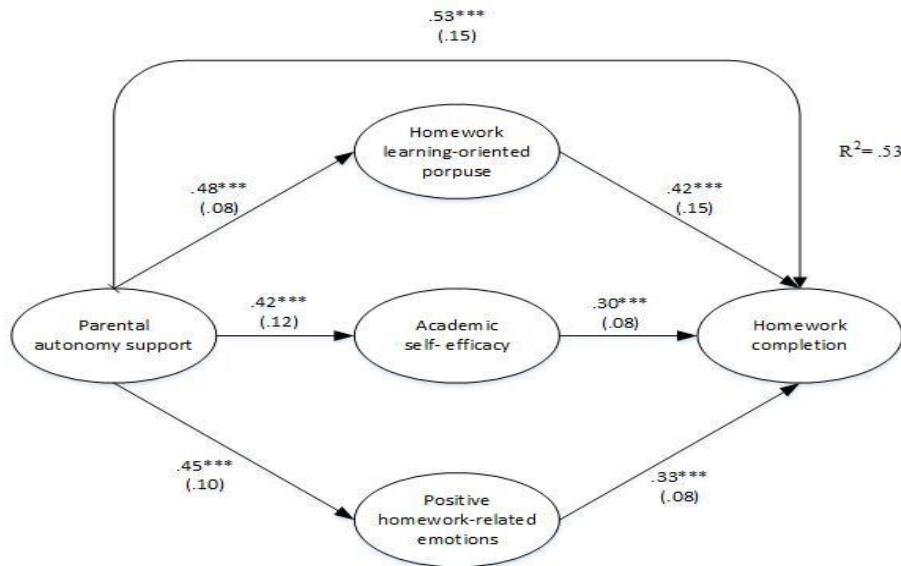 .53***
(.15)
Homework
learning-oriented
porpuse
R²= .53
.48***
(.08)
.42***
(.15)
Parental
autonomy support
.42***
(.12)
Academic
self- efficacy
.30***
(.08)
Homework
completion
.45***
(.10)
Positive
homework-related
emotions
.33***
(.08)